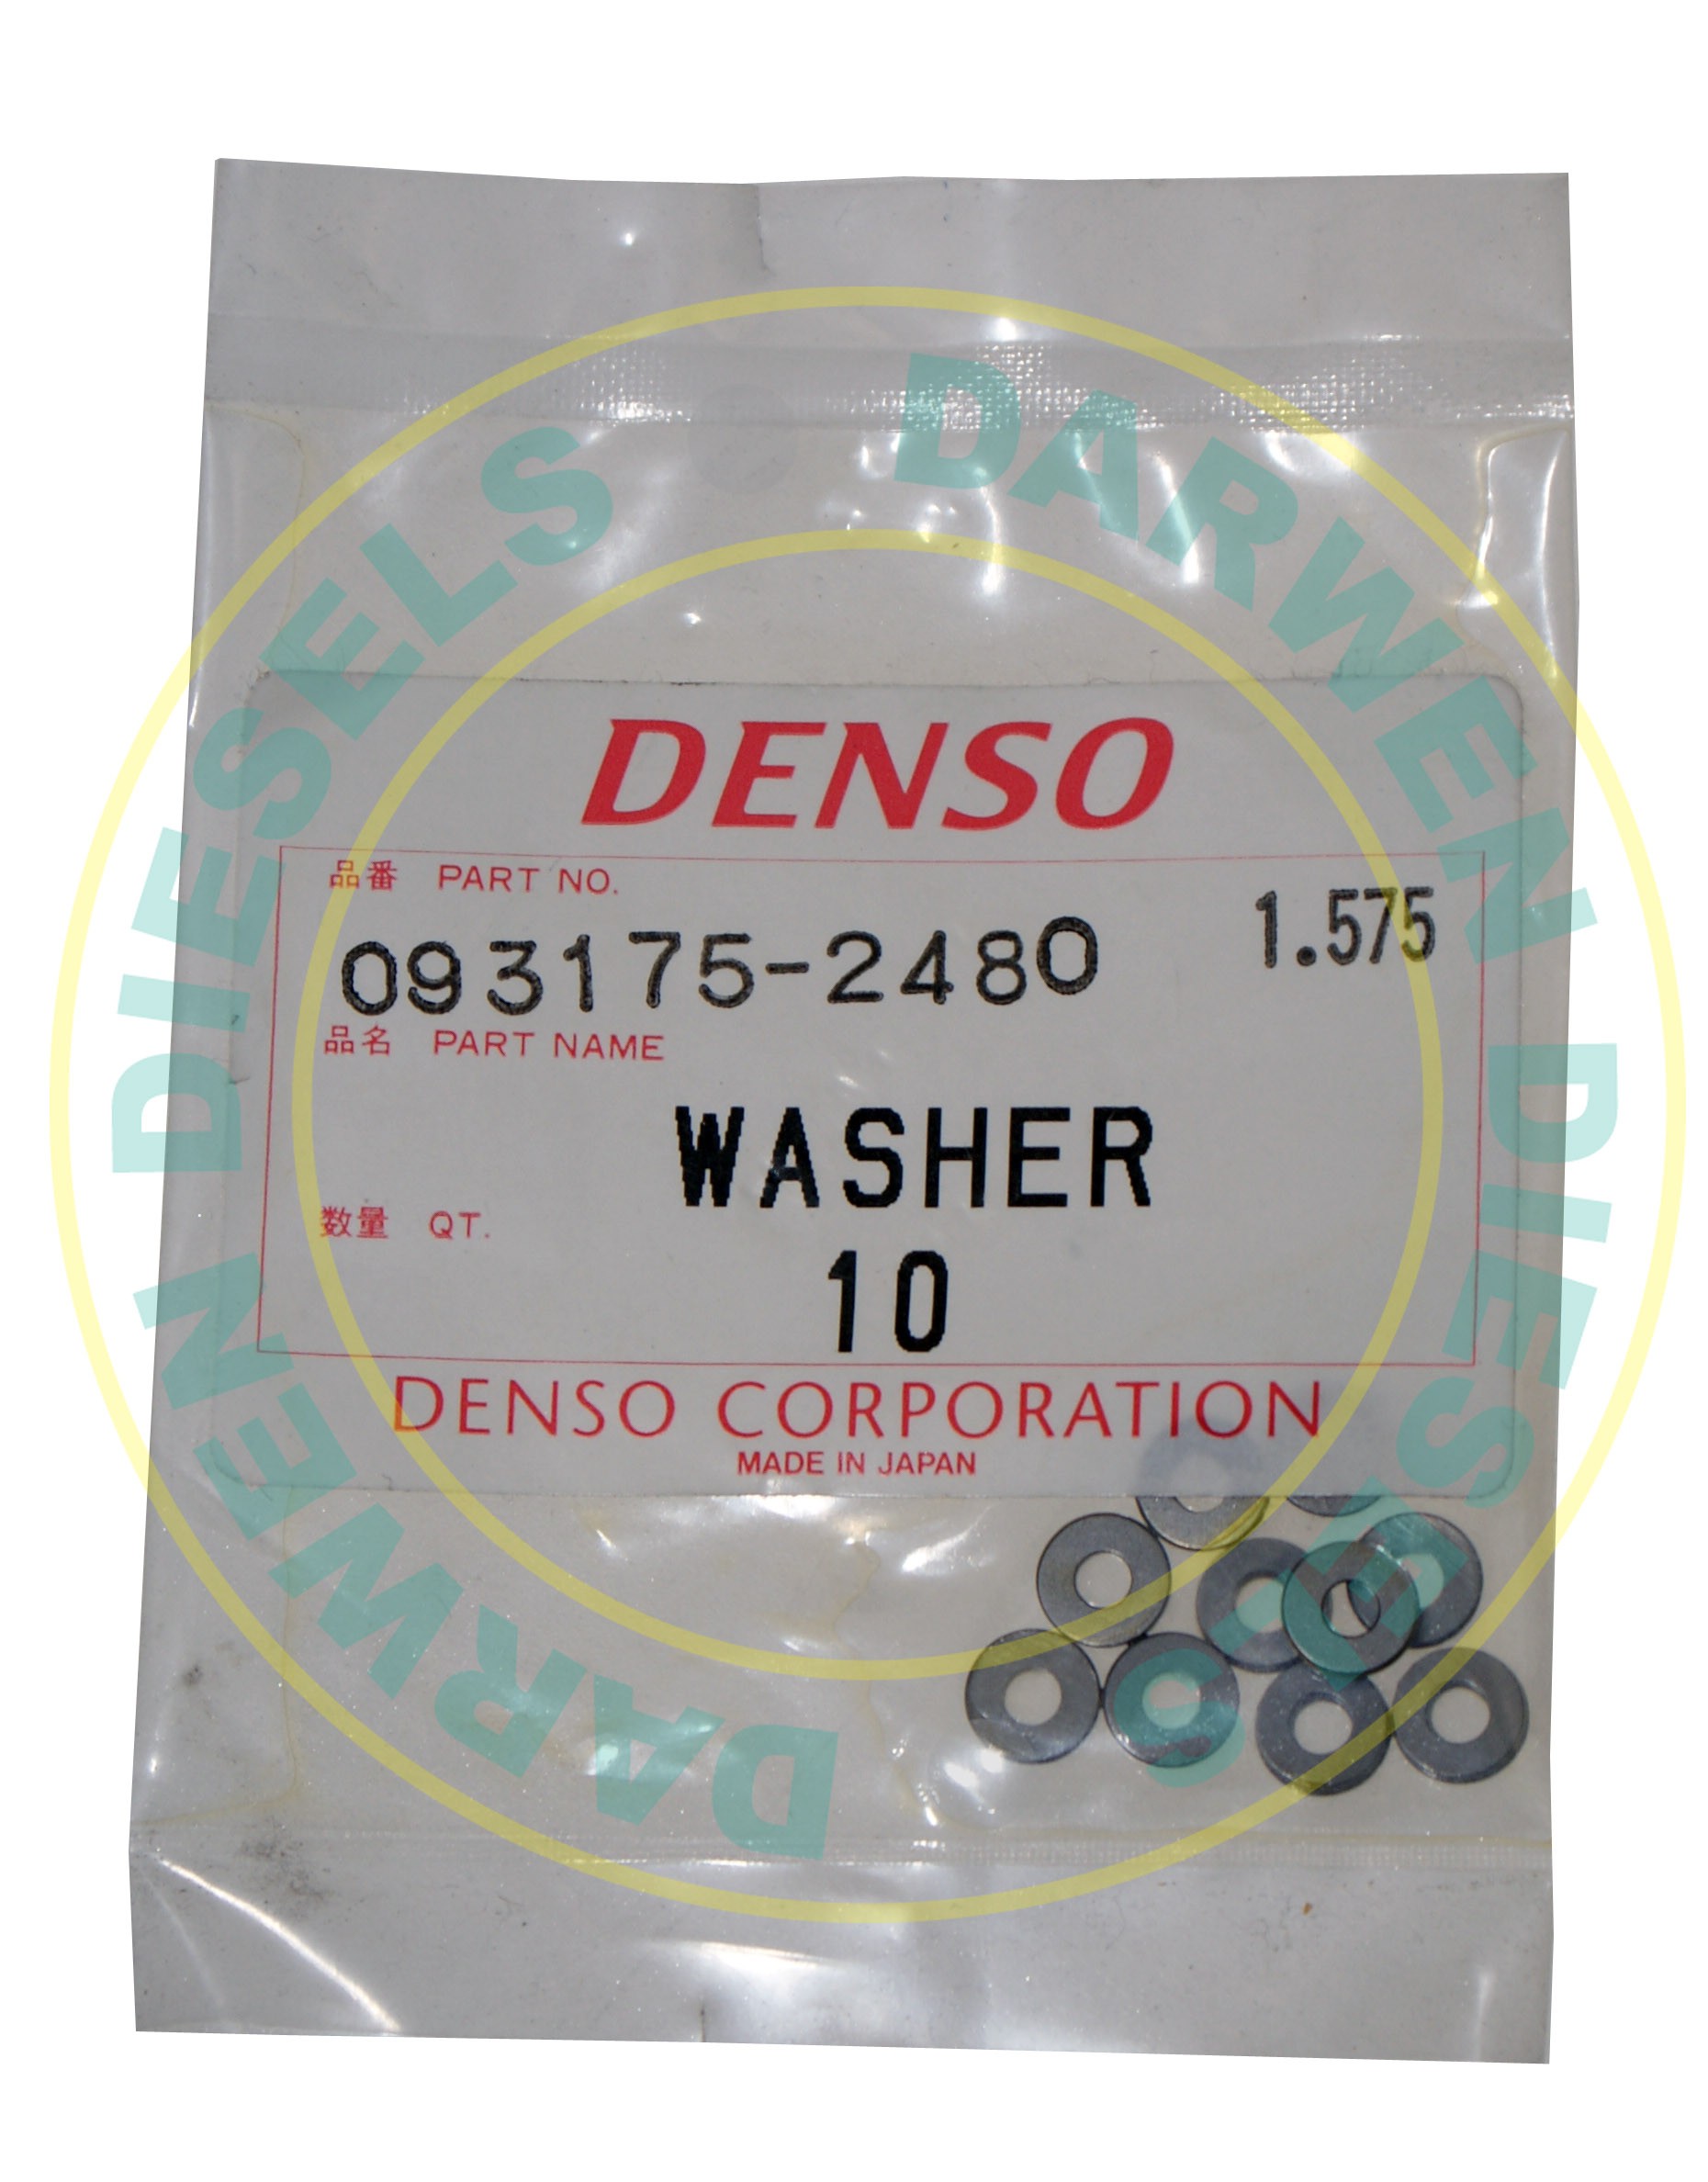 DENSO
品番 PART NO.
093175-2480 1.575
品名 PART NAME
WASHER
数量 QT.
10
DENSO CORPORATION
MADE IN JAPAN
DARWEN DIESELS DARWEN DIESELS